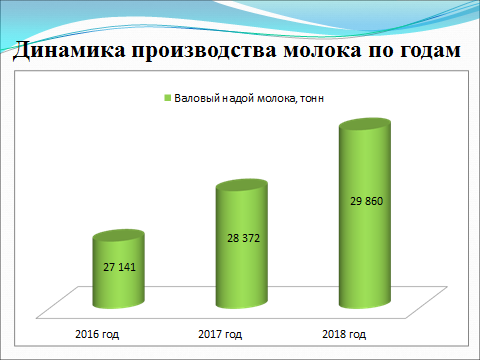 Динамика производства молока по годам
Валовый надой молока, тонн
29 860
28 372
27 141
2016 год 2017 год 2018 год